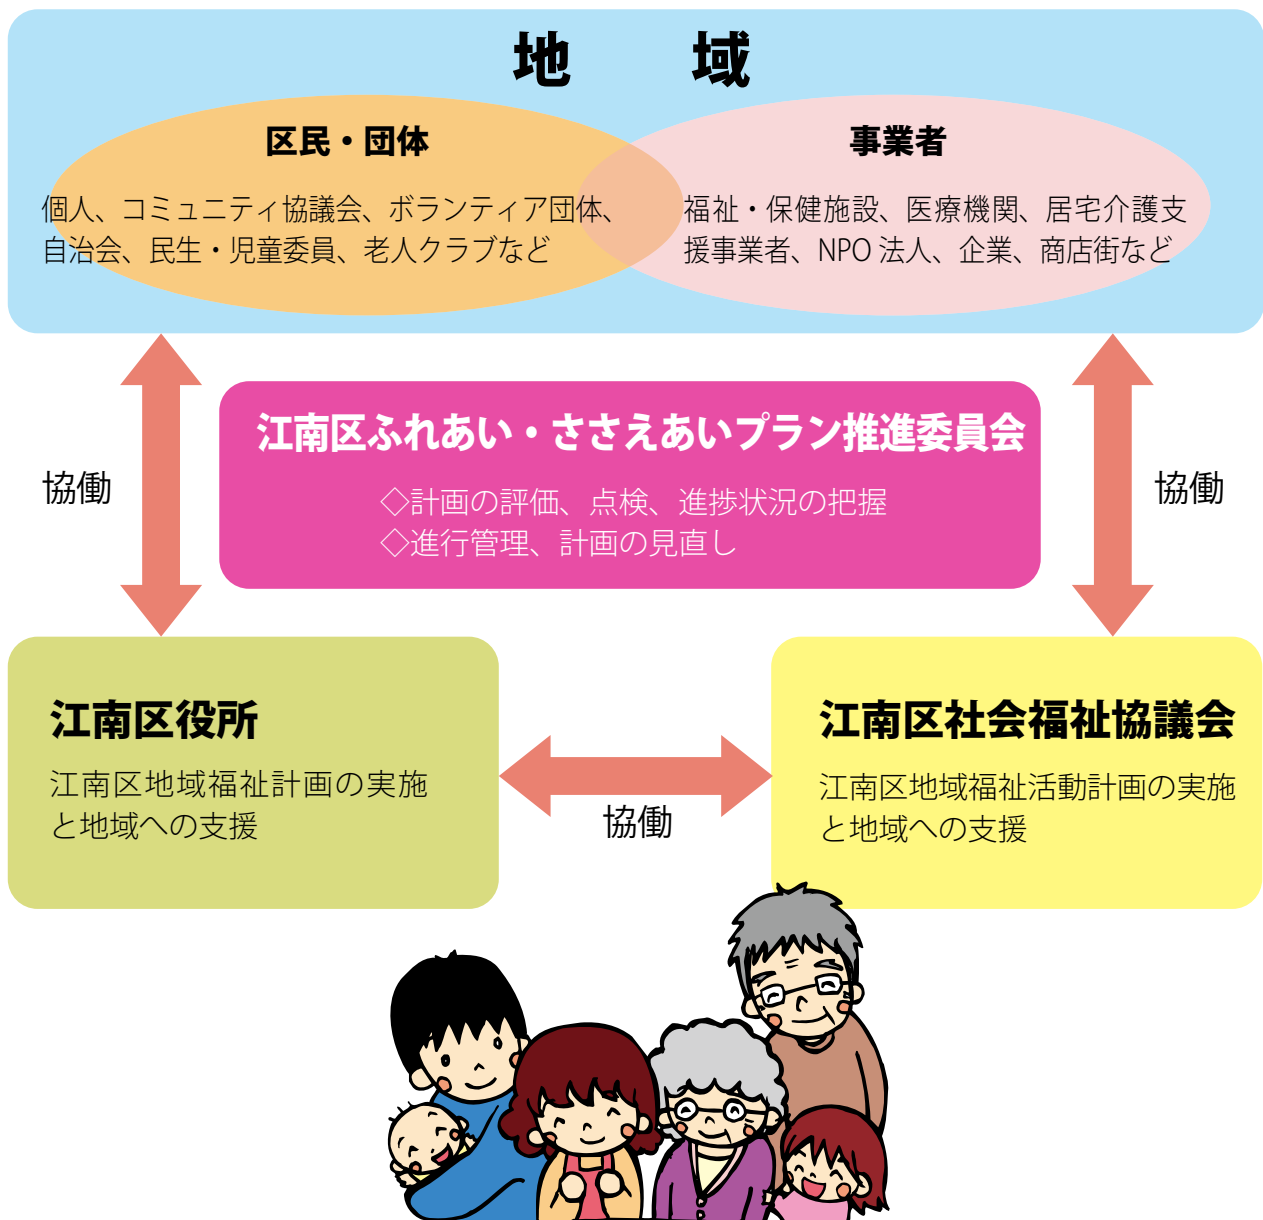 地　域
区民・団体
個人、コミュニティ協議会、ボランティア団体、
自治会、民生・児童委員、老人クラブなど
事業者
福祉・保健施設、医療機関、居宅介護支
援事業者、NPO 法人、企業、商店街など
江南区ふれあい・ささえあいプラン推進委員会
◇計画の評価、点検、進捗状況の把握
◇進行管理、計画の見直し
協働
協働
江南区役所
江南区地域福祉計画の実施
と地域への支援
協働
江南区社会福祉協議会
江南区地域福祉活動計画の実施
と地域への支援